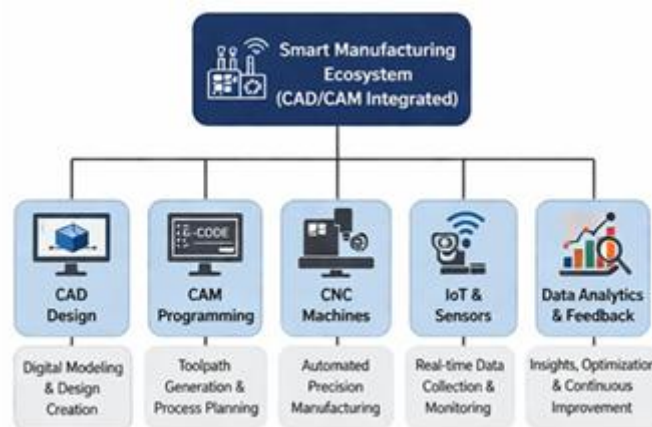 Smart Manufacturing
Ecosystem
(CAD/CAM Integrated)
CAD
Design
G-CODE
CAM
Programming
CNC
Machines
IoT &
Sensors
Data Analytics
& Feedback
Digital Modeling
& Design
Creation
Toolpath
Generation &
Process Planning
Automated
Precision
Manufacturing
Real-time Data
Collection &
Monitoring
Insights, Optimization
& Continuous
Improvement